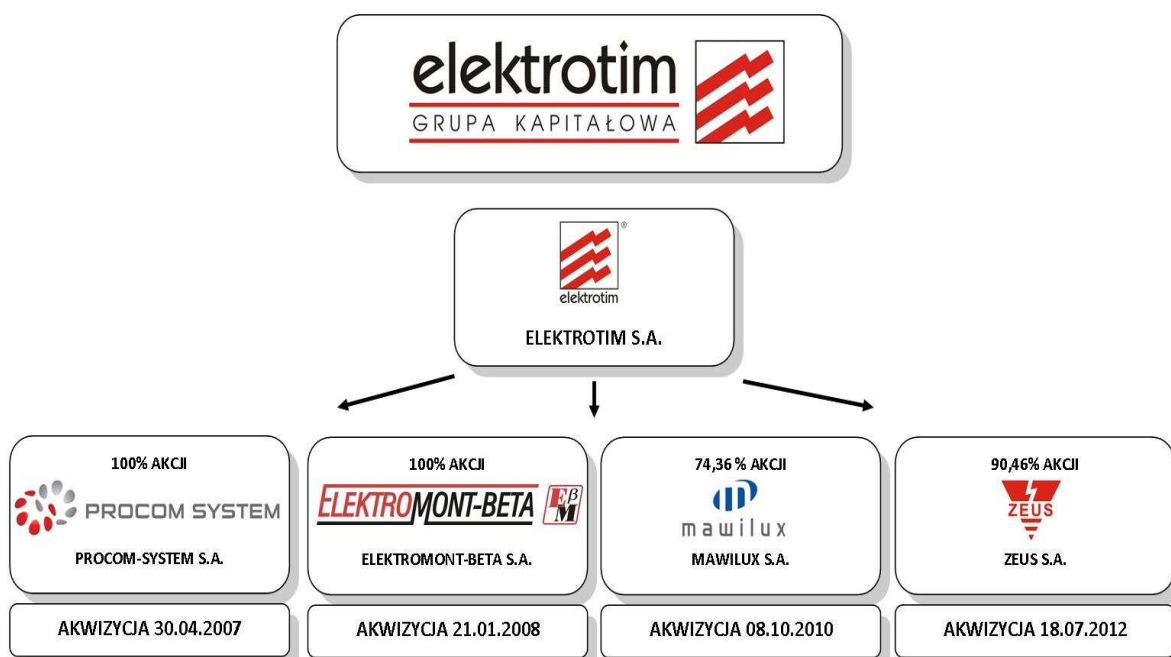 elektrotim
GRUPA KAPITAŁOWA
®
elektrotim
ELEKTROTIM S.A.
100% AKCJI
PROCOM SYSTEM
PROCOM-SYSTEM S.A.
100% AKCJI
ELEKTROMONT-BETA
EβM
ELEKTROMONT-BETA S.A.
74,36 % AKCJI
mawilux
MAWILUX S.A.
90,46% AKCJI
ZEUS
ZEUS S.A.
AKWIZYCJA 30.04.2007
AKWIZYCJA 21.01.2008
AKWIZYCJA 08.10.2010
AKWIZYCJA 18.07.2012